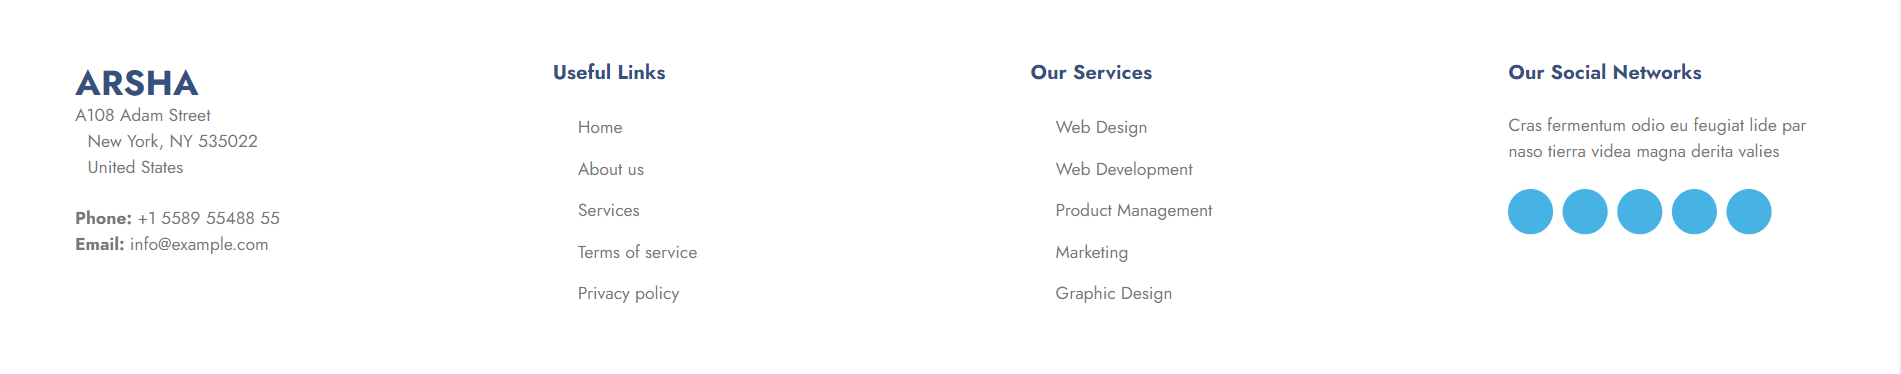 ARSHA
A108 Adam Street
New York, NY 535022
United States
Phone: +1 5589 55488 55
Email: info@example.com
Useful Links
Home
About us
Services
Terms of service
Privacy policy
Our Services
Web Design
Web Development
Product Management
Marketing
Graphic Design
Our Social Networks
Cras fermentum odio eu feugiat lide par
naso tierra videa magna derita valies